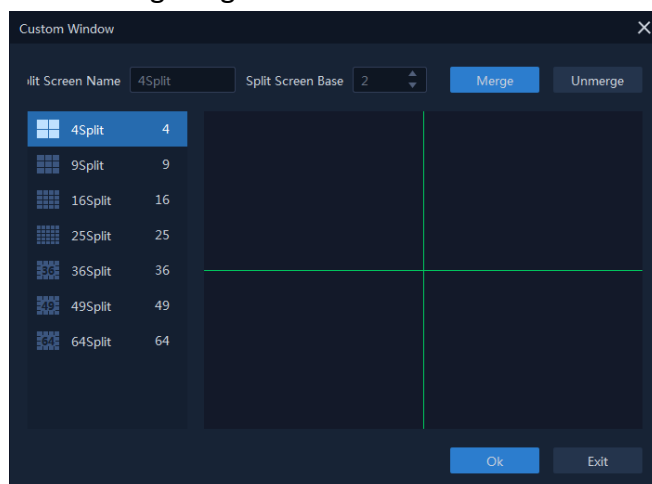 Custom Window
lit Screen Name 4Split Split Screen Base 2 Merge Unmerge
4Split 4
9Split 9
16Split 16
25Split 25
36 36Split 36
49 49Split 49
64 64Split 64
Ok Exit